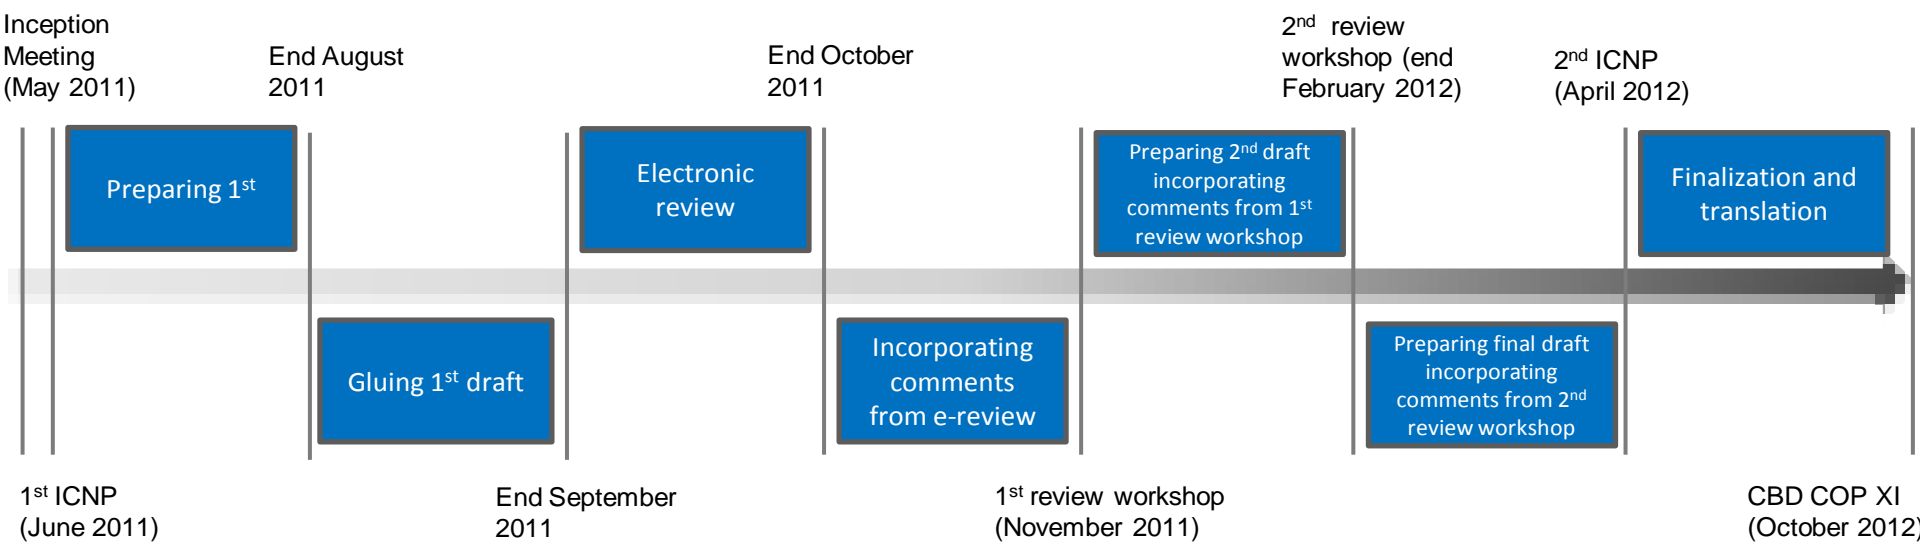 Inception
Meeting
(May 2011)
End August
2011
End October
2011
2nd review
workshop (end
February 2012)
2nd ICNP
(April 2012)
Preparing 1st
Electronic
review
Preparing 2nd draft
incorporating
comments from 1st
review workshop
Finalization and
translation
Gluing 1st draft
Incorporating
comments
from e-review
Preparing final draft
incorporating
comments from 2nd
review workshop
1st ICNP
(June 2011)
End September
2011
1st review workshop
(November 2011)
CBD COP XI
(October 2012)